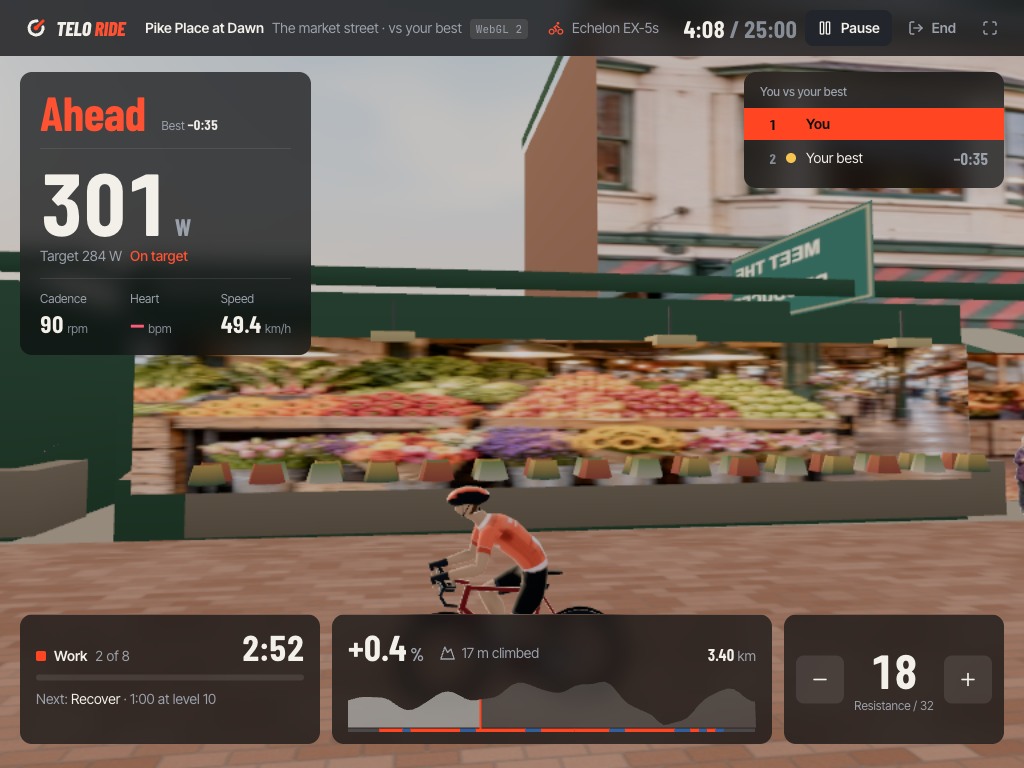 TELO RIDE Pike Place at Dawn The market street · vs your best WebGL 2 Echelon EX-5s 4:08 / 25:00 Pause End
Ahead Best −0:35
301 W
Target 284 W On target
Cadence Heart Speed
90 rpm — bpm 49.4 km/h
You vs your best
1 You
2 Your best −0:35
MEET THE
Work 2 of 8 2:52
Next: Recover · 1:00 at level 10
+0.4 % 17 m climbed 3.40 km
− 18 +
Resistance / 32